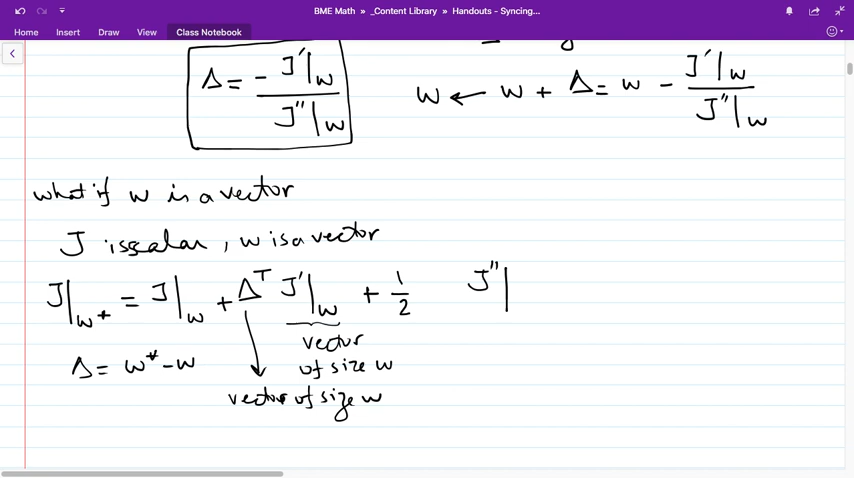 BME Math » _Content Library » Handouts – Syncing...
Home Insert Draw View Class Notebook
Δ = - J'|w / J''|w
w ← w + Δ = w - J'|w / J''|w
what if w is a vector
J is scalar, w is a vector
J|w* = J|w + Δ^T J'|w + 1/2 J''|
vector
Δ = w* - w of size w
vector of size w